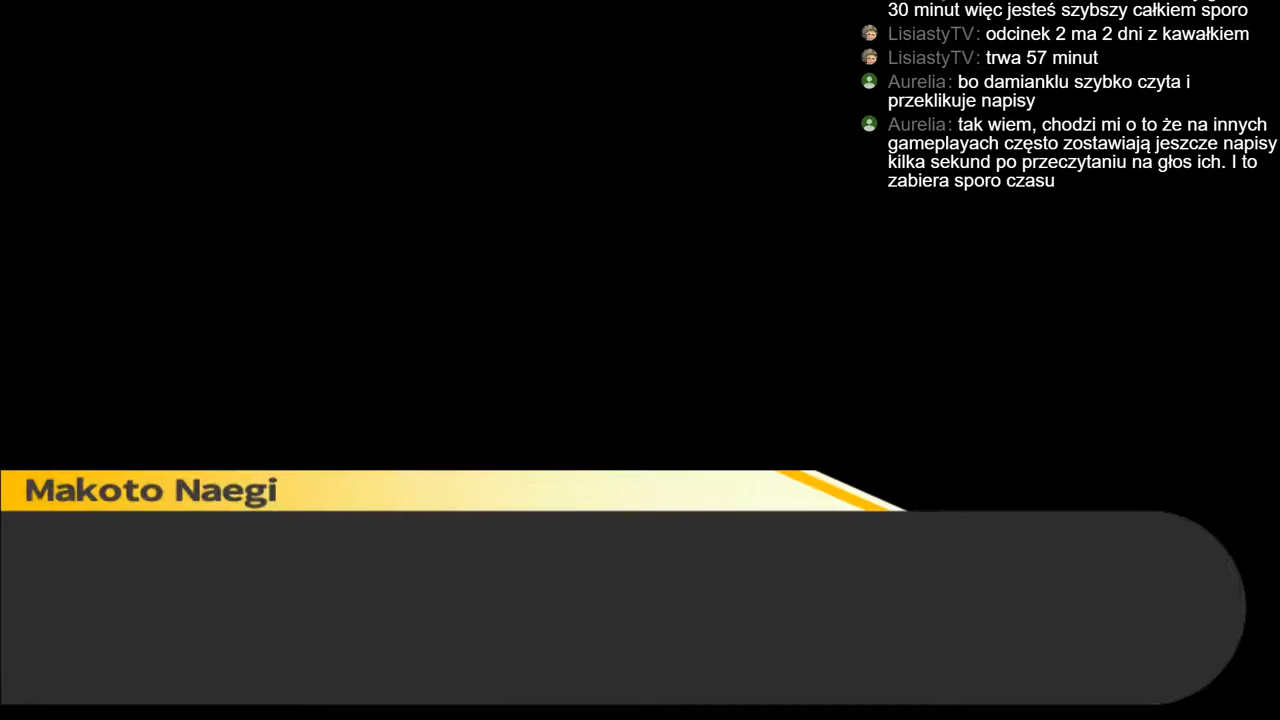 30 minut więc jesteś szybszy całkiem sporo
LisiastyTV: odcinek 2 ma 2 dni z kawałkiem
LisiastyTV: trwa 57 minut
Aurelia: bo damianklu szybko czyta i
przeklikuje napisy
Aurelia: tak wiem, chodzi mi o to że na innych
gameplayach często zostawiają jeszcze napisy
kilka sekund po przeczytaniu na głos ich. I to
zabiera sporo czasu
Makoto Naegi